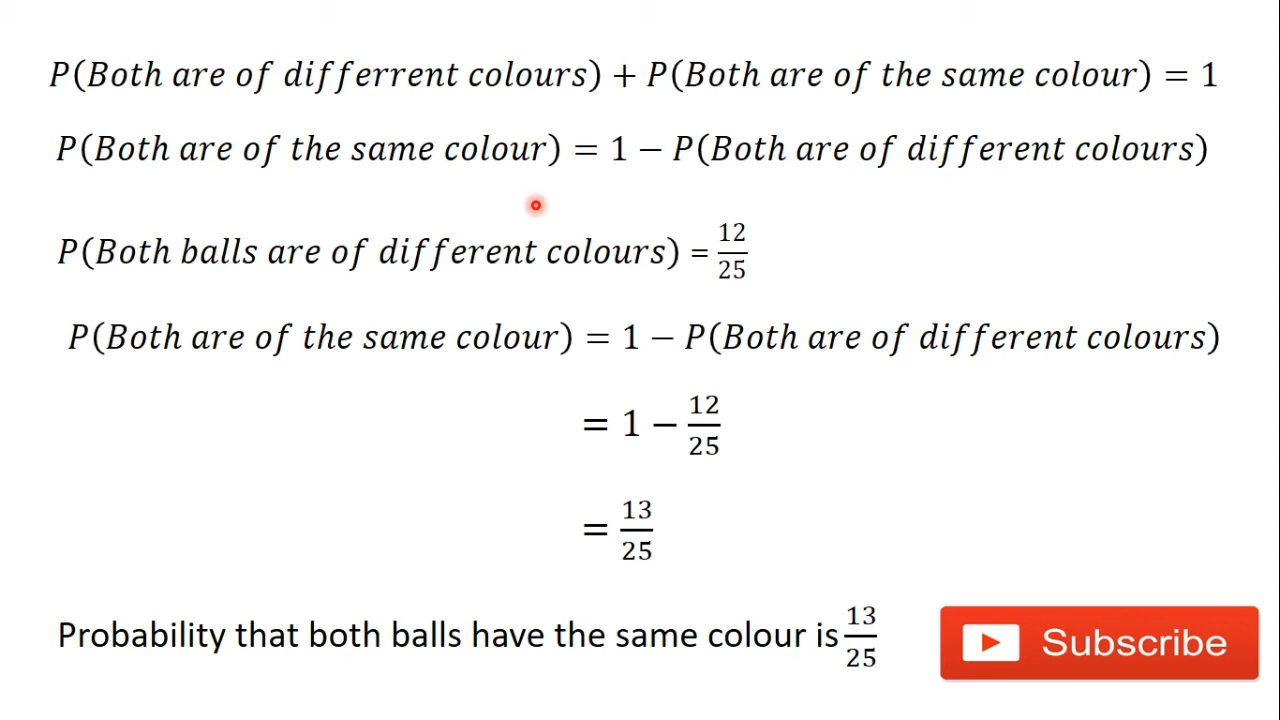 P(Both are of differrent colours) + P(Both are of the same colour) = 1
P(Both are of the same colour) = 1 − P(Both are of different colours)
P(Both balls are of different colours) = 12/25
P(Both are of the same colour) = 1 − P(Both are of different colours)
= 1 − 12/25
= 13/25
Probability that both balls have the same colour is 13/25
Subscribe